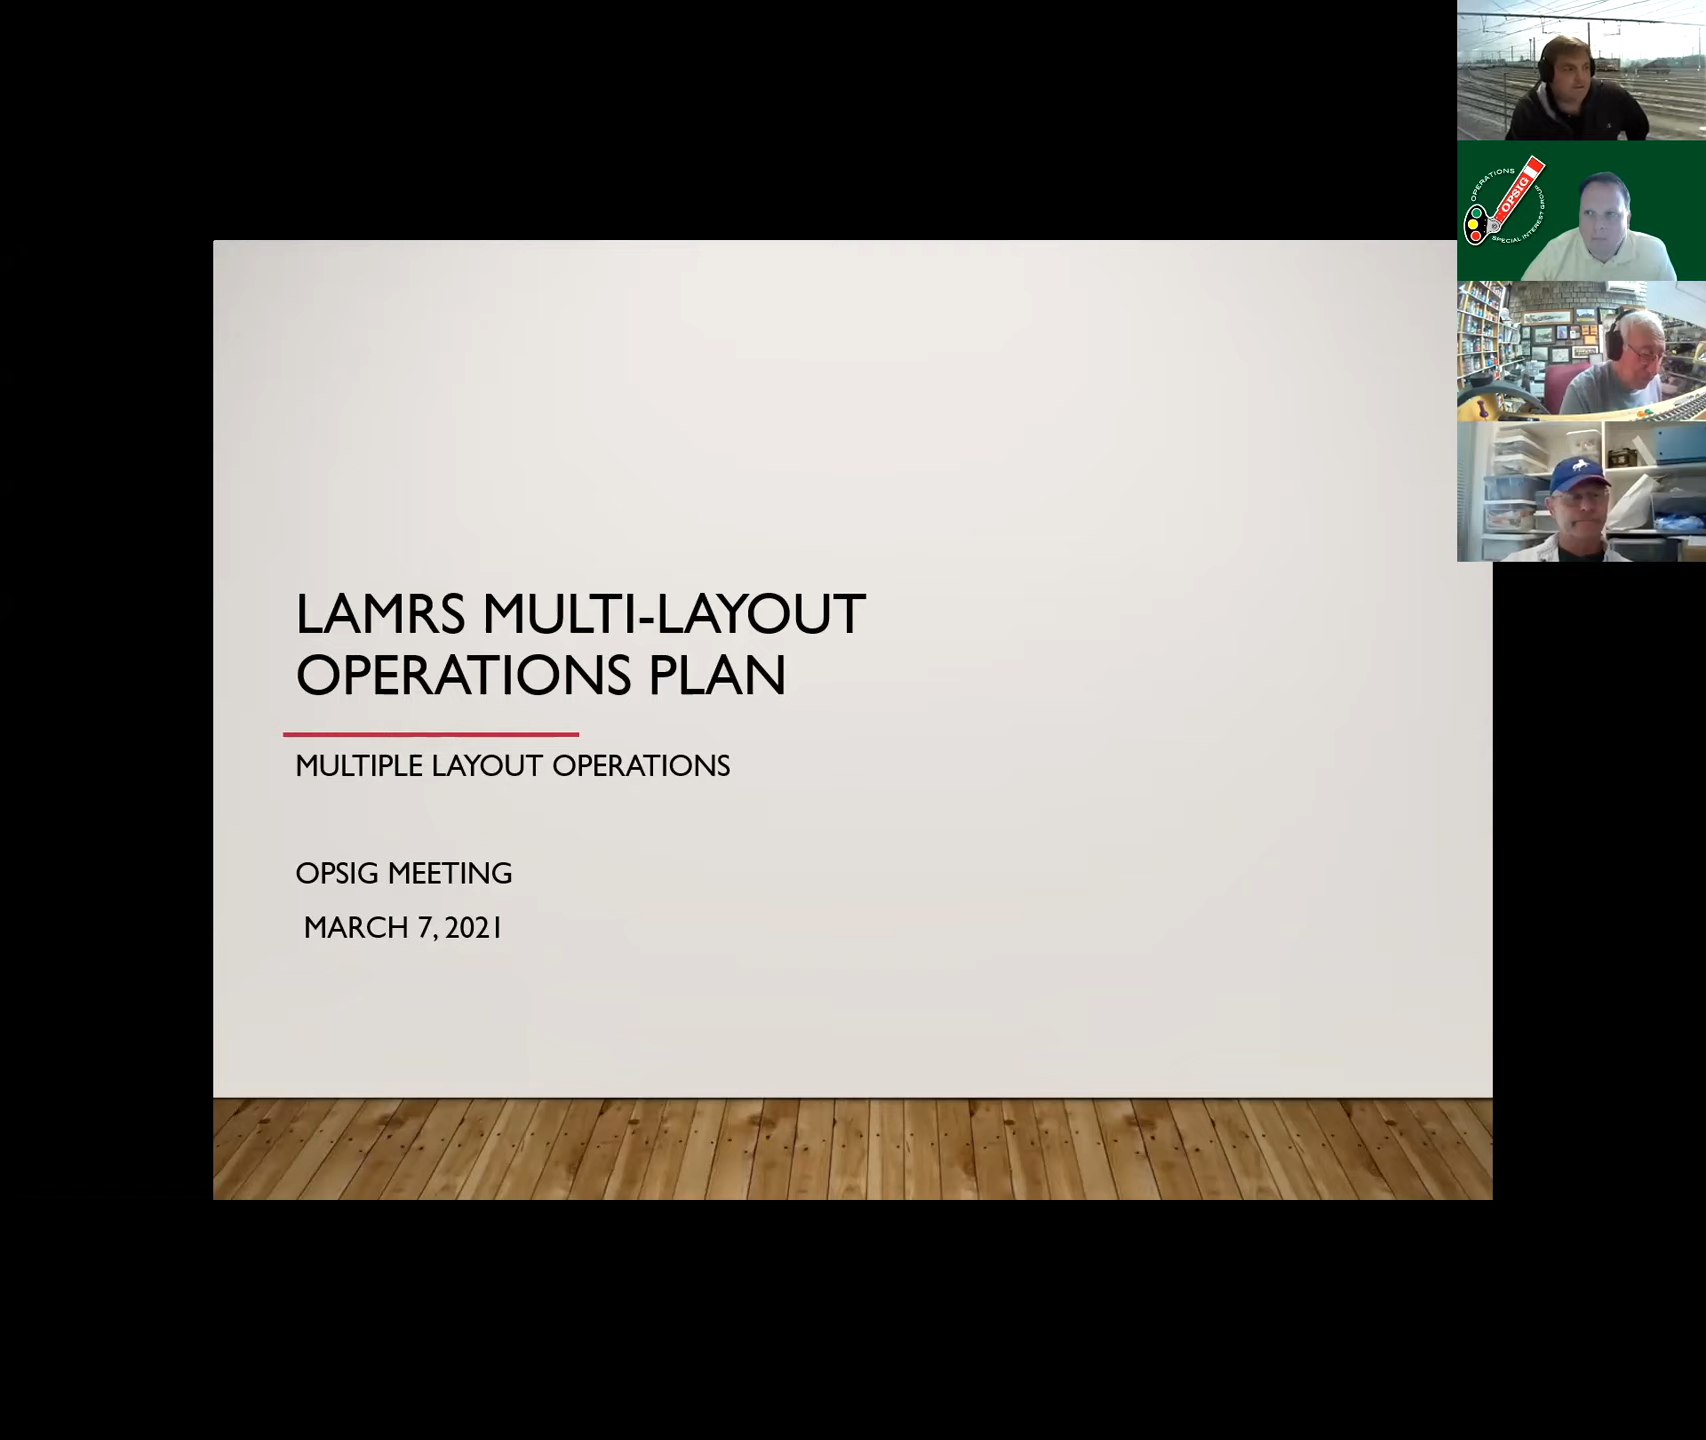 LAMRS MULTI-LAYOUT
OPERATIONS PLAN
MULTIPLE LAYOUT OPERATIONS
OPSIG MEETING
MARCH 7, 2021
OPERATIONS
OPSIG
SPECIAL INTEREST GROUP